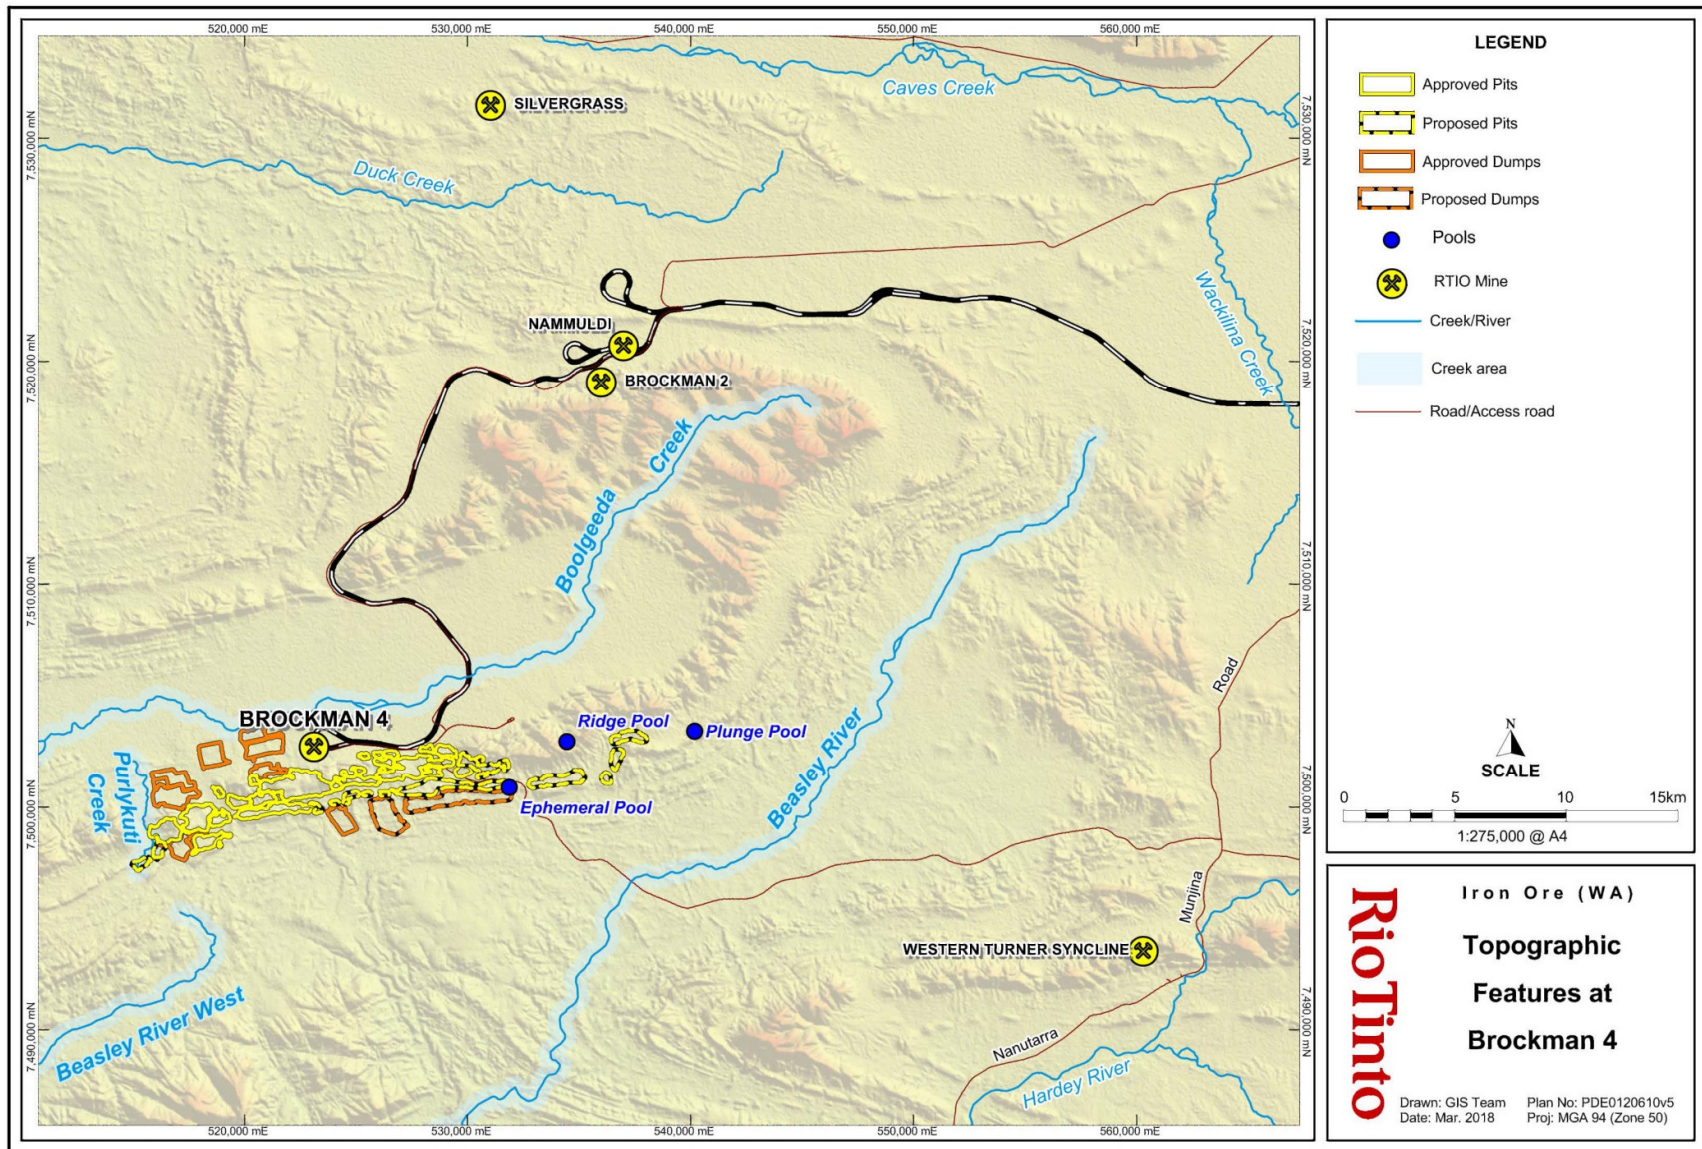 520,000 mE
530,000 mE
540,000 mE
550,000 mE
560,000 mE
7,530,000 mN
7,530,000 mN
7,520,000 mN
7,520,000 mN
7,510,000 mN
7,510,000 mN
7,500,000 mN
7,500,000 mN
7,490,000 mN
7,490,000 mN
Caves Creek
SILVERGRASS
Duck Creek
Wackilina Creek
NAMMULDI
BROCKMAN 2
Boolgeeda Creek
BROCKMAN 4
Ridge Pool
Plunge Pool
Ephemeral Pool
Purlykuti
Creek
Beasley River
Road
Munjina
WESTERN TURNER SYNCLINE
Beasley River West
Nanutarra
Hardey River
520,000 mE
530,000 mE
540,000 mE
550,000 mE
560,000 mE
LEGEND
Approved Pits
Proposed Pits
Approved Dumps
Proposed Dumps
Pools
RTIO Mine
Creek/River
Creek area
Road/Access road
N
SCALE
0 5 10 15km
1:275,000 @ A4
RioTinto
Iron Ore (WA)
Topographic
Features at
Brockman 4
Drawn: GIS Team Plan No: PDE0120610v5
Date: Mar. 2018 Proj: MGA 94 (Zone 50)